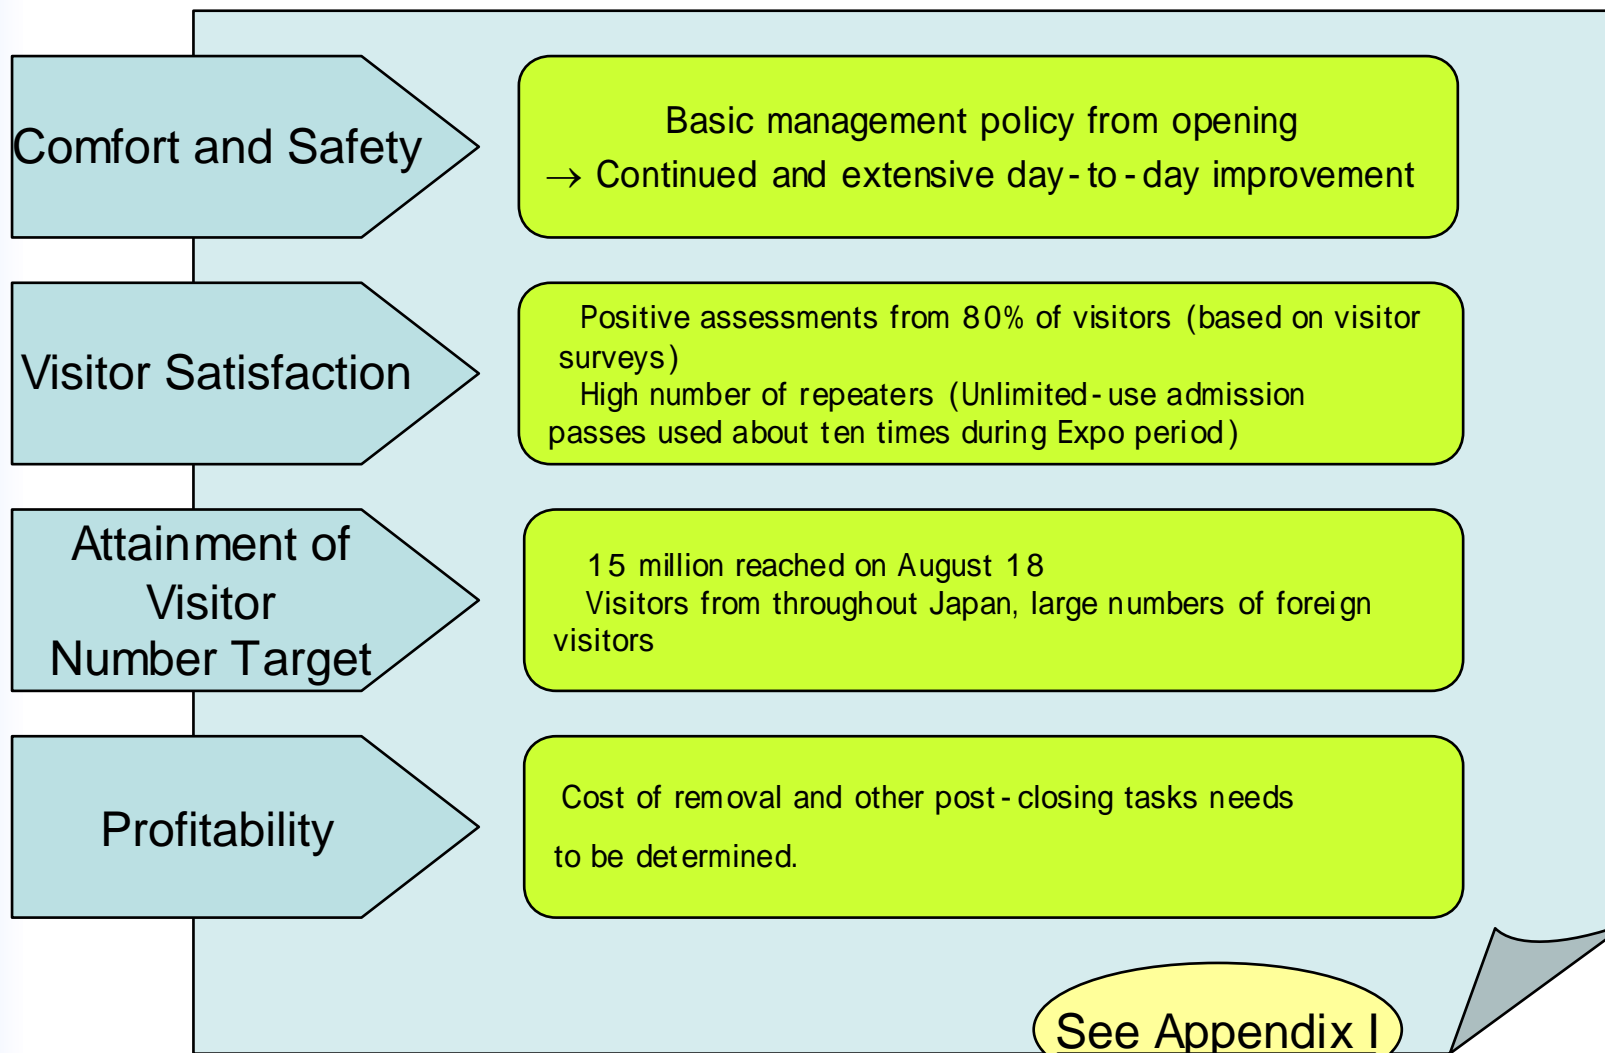 Comfort and Safety
Basic management policy from opening
→ Continued and extensive day-to-day improvement
Visitor Satisfaction
Positive assessments from 80% of visitors (based on visitor
surveys)
High number of repeaters (Unlimited-use admission
passes used about ten times during Expo period)
Attainment of
Visitor
Number Target
15 million reached on August 18
Visitors from throughout Japan, large numbers of foreign
visitors
Profitability
Cost of removal and other post-closing tasks needs
to be determined.
See Appendix I